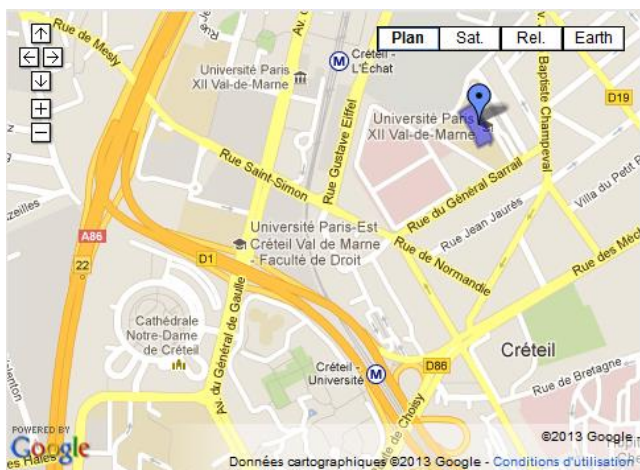 Plan
Sat.
Rel.
Earth
Rue de Mesly
Créteil -
L'Échat
M
Université Paris
XII Val-de-Marne
Rue Gustave Eiffel
Université Paris
XII Val-de-Marne
Baptiste Champeval
D19
Rue Saint-Simon
Rue du Général Sarrail
Rue Jean Jaurès
Villa du Petit
Rue de Normandie
Rue des
A86
22
D1
Université Paris-Est
Créteil Val de Marne
- Faculté de Droit
Av. du Général de Gaulle
Cathédrale
Notre-Dame
de Créteil
Créteil -
Université
M
D86
Créteil
Rue de Bretagne
de Choisy
POWERED BY
Google
©2013 Google -
Données cartographiques ©2013 Google - Conditions d'utilisation